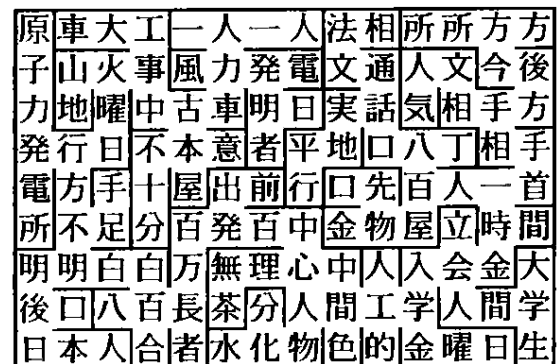 原車大工一人一人法相所所方方
子山火事風力発電文通人文今後
力地曜中古車明日実話気相手方
発行日不本意者平地口八丁相手
電方手十屋出前行口先百人一首
所不足分百発百中金物屋立時間
明明白白万無理心中人入会金大
後口八百長茶分人間工学人間学
日本人合者水化物色的金曜日生